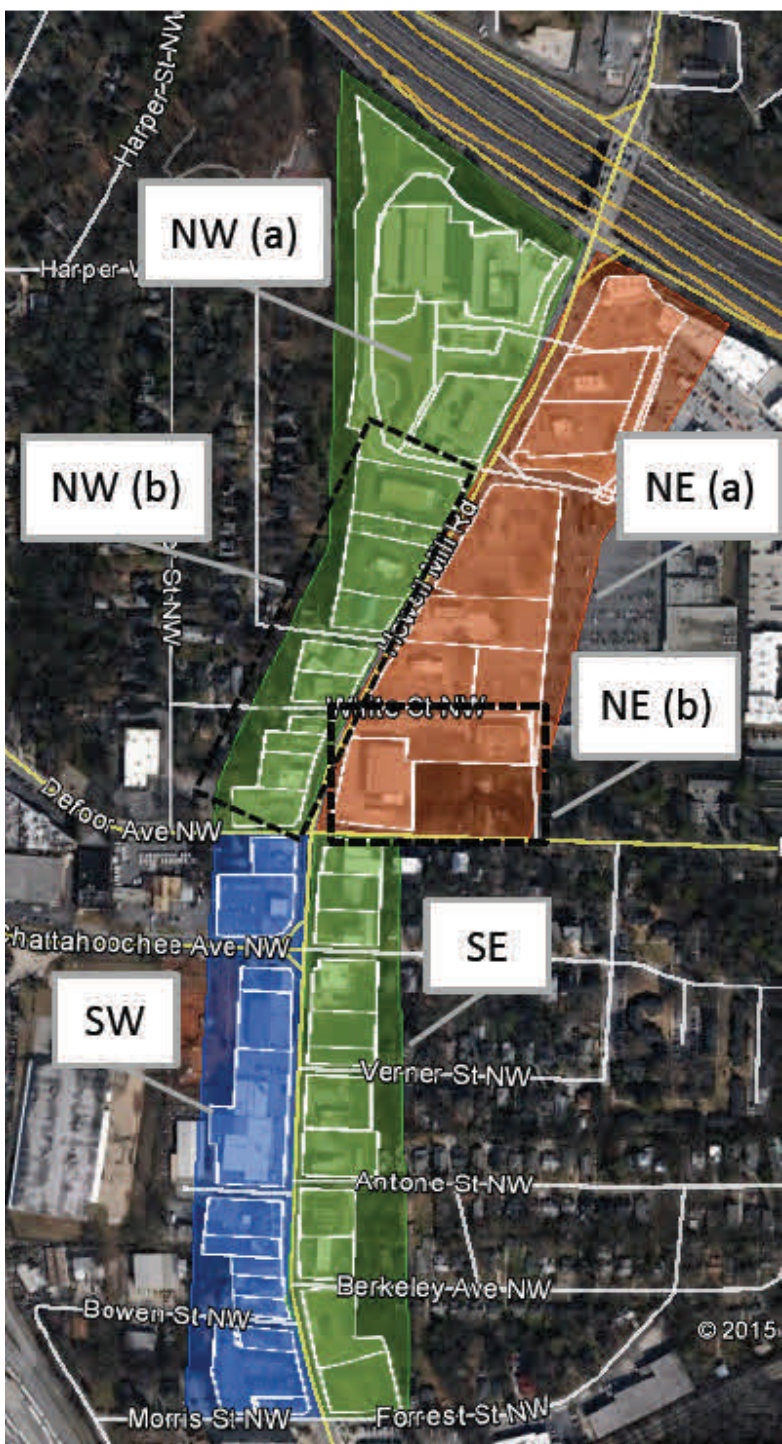 Harper St NW
NW (a)
Harper
NW (b)
NE (a)
St NW
Howell Mill Rd
White St NW
NE (b)
Defoor Ave NW
Chattahoochee Ave NW
SE
SW
Verner St NW
Antone St NW
Berkeley Ave NW
Bowen St NW
© 2015
Morris St NW
Forrest St NW